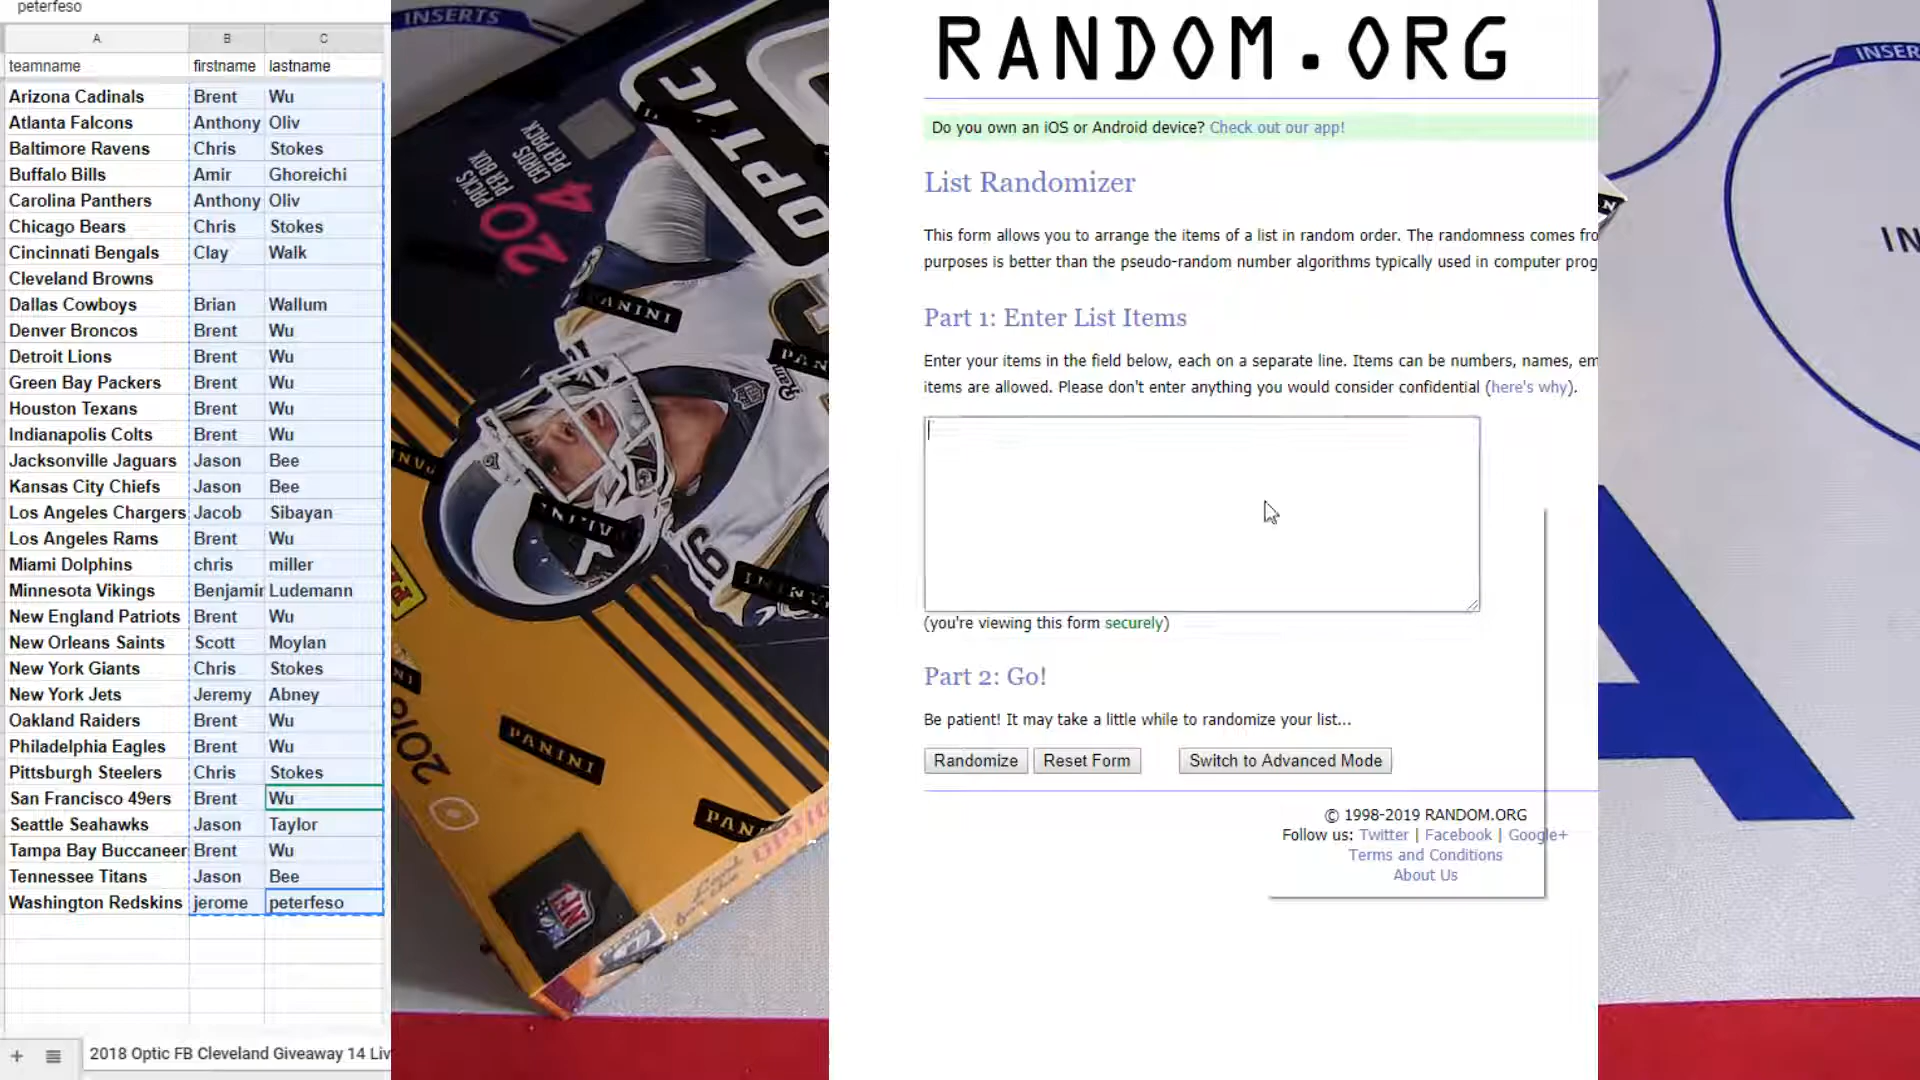 peterfeso
A B C
teamname firstname lastname
Arizona Cadinals Brent Wu
Atlanta Falcons Anthony Oliv
Baltimore Ravens Chris Stokes
Buffalo Bills Amir Ghoreichi
Carolina Panthers Anthony Oliv
Chicago Bears Chris Stokes
Cincinnati Bengals Clay Walk
Cleveland Browns
Dallas Cowboys Brian Wallum
Denver Broncos Brent Wu
Detroit Lions Brent Wu
Green Bay Packers Brent Wu
Houston Texans Brent Wu
Indianapolis Colts Brent Wu
Jacksonville Jaguars Jason Bee
Kansas City Chiefs Jason Bee
Los Angeles Chargers Jacob Sibayan
Los Angeles Rams Brent Wu
Miami Dolphins chris miller
Minnesota Vikings Benjamin Ludemann
New England Patriots Brent Wu
New Orleans Saints Scott Moylan
New York Giants Chris Stokes
New York Jets Jeremy Abney
Oakland Raiders Brent Wu
Philadelphia Eagles Brent Wu
Pittsburgh Steelers Chris Stokes
San Francisco 49ers Brent Wu
Seattle Seahawks Jason Taylor
Tampa Bay Buccaneer Brent Wu
Tennessee Titans Jason Bee
Washington Redskins jerome peterfeso
2018 Optic FB Cleveland Giveaway 14 Liv
INSERTS
OPTIC
20 PACKS PER BOX
4 CARDS PER PACK
PANINI
PANINI
Rams
16
PANINI
PANINI
2018
NFL
RANDOM.ORG
Do you own an iOS or Android device? Check out our app!
List Randomizer
This form allows you to arrange the items of a list in random order. The randomness comes fro
purposes is better than the pseudo-random number algorithms typically used in computer prog
Part 1: Enter List Items
Enter your items in the field below, each on a separate line. Items can be numbers, names, em
items are allowed. Please don't enter anything you would consider confidential (here's why).
(you're viewing this form securely)
Part 2: Go!
Be patient! It may take a little while to randomize your list...
Randomize Reset Form Switch to Advanced Mode
© 1998-2019 RANDOM.ORG
Follow us: Twitter | Facebook | Google+
Terms and Conditions
About Us
INSER
IN
A